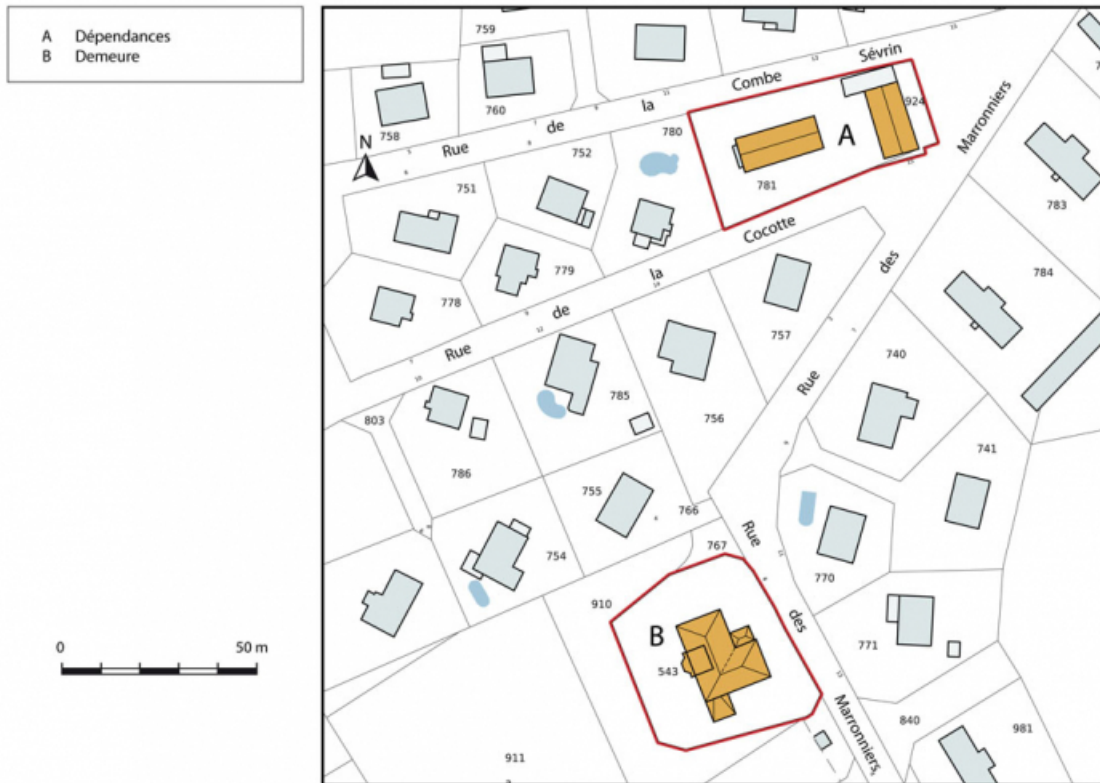 A Dépendances
B Demeure
759
Sévrin
Combe
la
de
Rue
760
758
924
A
780
781
752
751
N
Marronniers
783
Cocotte
la
de
Rue
779
778
784
des
757
740
785
803
756
786
741
755
766
754
Rue
767
Rue
770
910
des
B
543
771
0 50 m
Marronniers
840
981
911